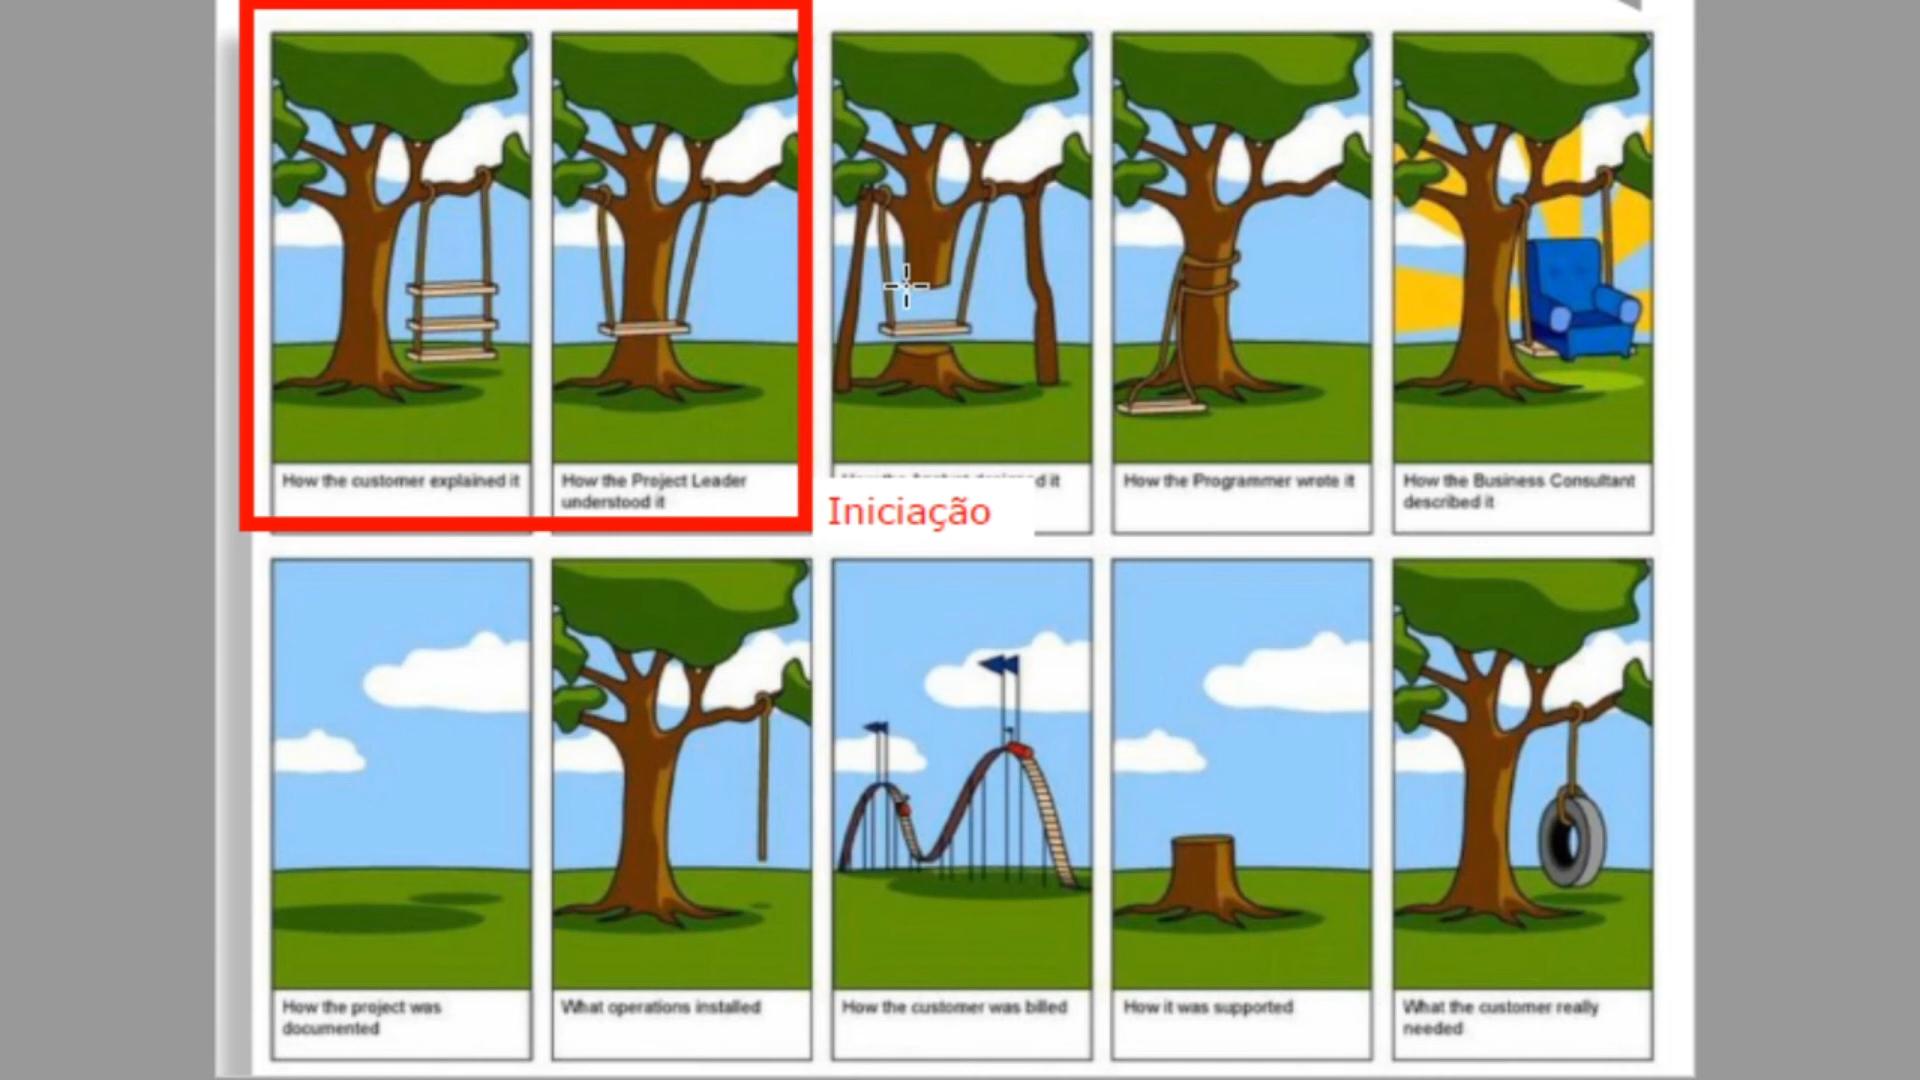 How the customer explained it
How the Project Leader
understood it
d it
How the Programmer wrote it
How the Business Consultant
described it
Iniciação
How the project was
documented
What operations installed
How the customer was billed
How it was supported
What the customer really
needed